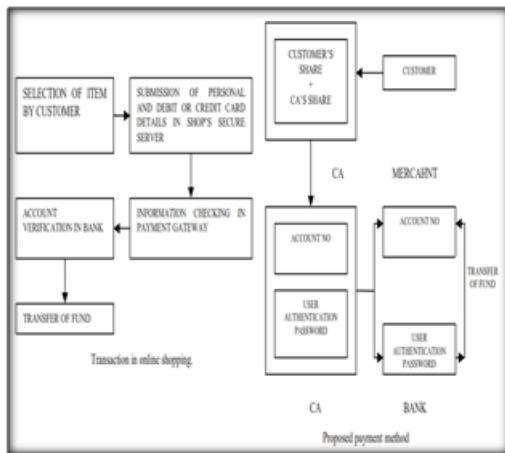 SELECTION OF ITEM
BY CUSTOMER
SUBMISSION OF PERSONAL
AND DEBIT OR CREDIT CARD
DETAILS IN SHOP'S SECURE
SERVER
ACCOUNT
VERIFICATION IN BANK
INFORMATION CHECKING IN
PAYMENT GATEWAY
TRANSFER OF FUND
Transaction in online shopping.
CUSTOMER'S
SHARE
+
CA'S SHARE
CUSTOMER
CA
MERCAHNT
ACCOUNT NO
USER
AUTHENTICATION
PASSWORD
ACCOUNT NO
TRANSFER
OF FUND
USER
AUTHENTICATION
PASSWORD
CA
BANK
Proposed payment method